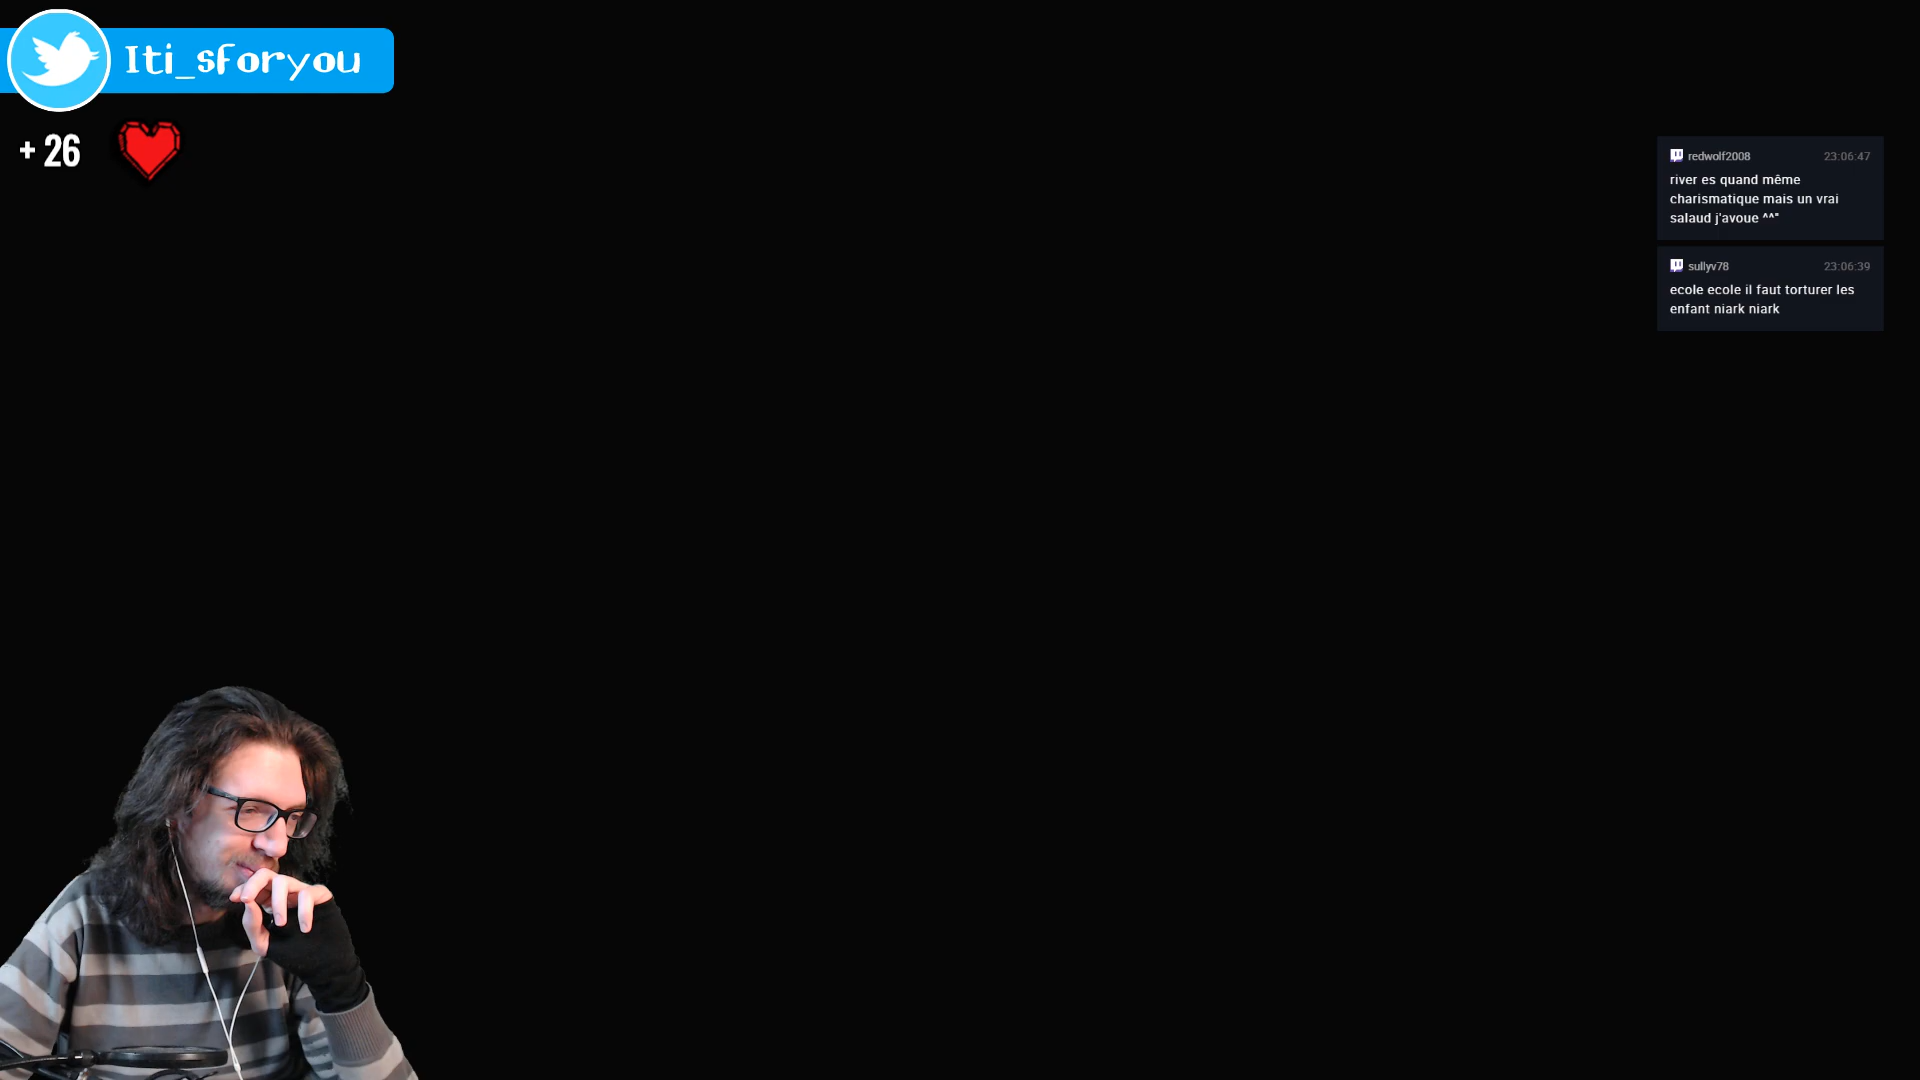 Iti_sforyou
+ 26
redwolf2008 23:06:47
river es quand même
charismatique mais un vrai
salaud j'avoue ^^"
sullyv78 23:06:39
ecole ecole il faut torturer les
enfant niark niark